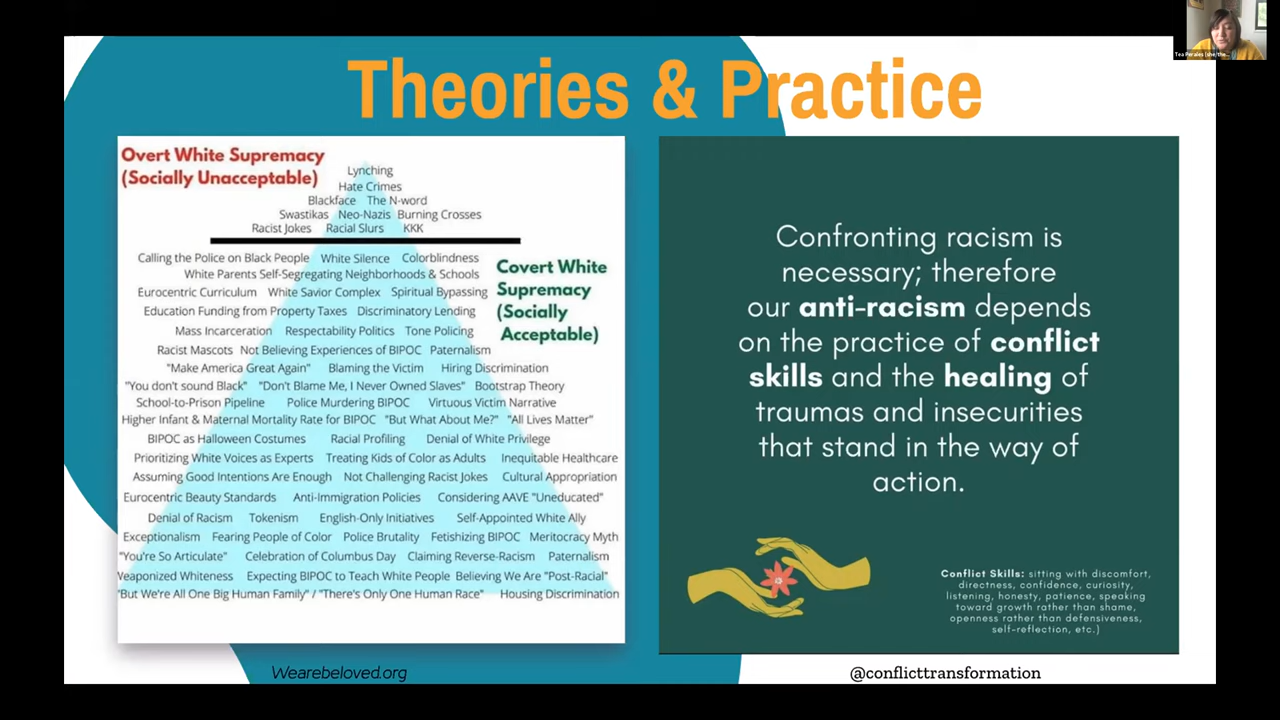 Theories & Practice
Overt White Supremacy
(Socially Unacceptable)
Lynching
Hate Crimes
Blackface The N-word
Swastikas Neo-Nazis Burning Crosses
Racist Jokes Racial Slurs KKK
Covert White
Supremacy
(Socially
Acceptable)
Calling the Police on Black People White Silence Colorblindness
White Parents Self-Segregating Neighborhoods & Schools
Eurocentric Curriculum White Savior Complex Spiritual Bypassing
Education Funding from Property Taxes Discriminatory Lending
Mass Incarceration Respectability Politics Tone Policing
Racist Mascots Not Believing Experiences of BIPOC Paternalism
"Make America Great Again" Blaming the Victim Hiring Discrimination
"You don't sound Black" "Don't Blame Me, I Never Owned Slaves" Bootstrap Theory
School-to-Prison Pipeline Police Murdering BIPOC Virtuous Victim Narrative
Higher Infant & Maternal Mortality Rate for BIPOC "But What About Me?" "All Lives Matter"
BIPOC as Halloween Costumes Racial Profiling Denial of White Privilege
Prioritizing White Voices as Experts Treating Kids of Color as Adults Inequitable Healthcare
Assuming Good Intentions Are Enough Not Challenging Racist Jokes Cultural Appropriation
Eurocentric Beauty Standards Anti-Immigration Policies Considering AAVE "Uneducated"
Denial of Racism Tokenism English-Only Initiatives Self-Appointed White Ally
Exceptionalism Fearing People of Color Police Brutality Fetishizing BIPOC Meritocracy Myth
"You're So Articulate" Celebration of Columbus Day Claiming Reverse-Racism Paternalism
Weaponized Whiteness Expecting BIPOC to Teach White People Believing We Are "Post-Racial"
"But We're All One Big Human Family" / "There's Only One Human Race" Housing Discrimination
Wearebeloved.org
Confronting racism is
necessary; therefore
our anti-racism depends
on the practice of conflict
skills and the healing of
traumas and insecurities
that stand in the way of
action.
Conflict Skills: sitting with discomfort,
directness, confidence, curiosity,
listening, honesty, patience, speaking
toward growth rather than shame,
openness rather than defensiveness,
self-reflection, etc.)
@conflicttransformation
Tea Perales (she/the...